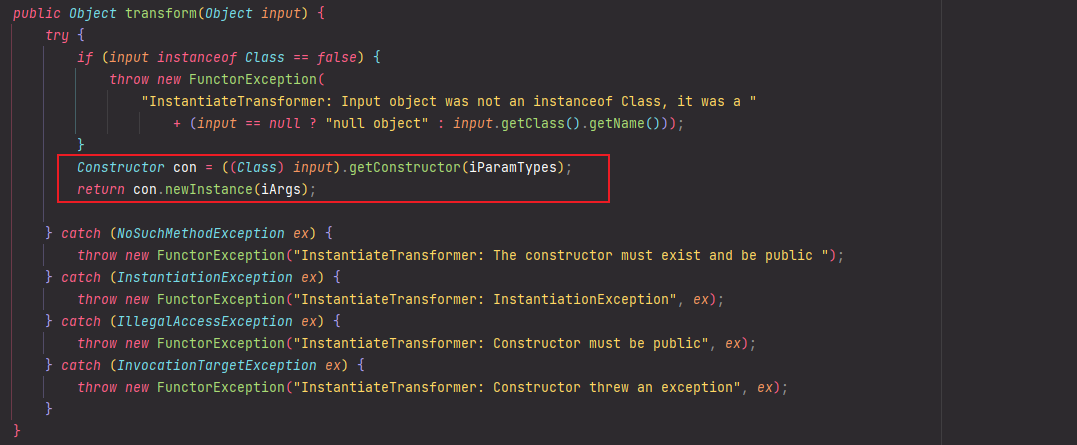 public Object transform(Object input) {
    try {
        if (input instanceof Class == false) {
            throw new FunctorException(
                "InstantiateTransformer: Input object was not an instanceof Class, it was a "
                    + (input == null ? "null object" : input.getClass().getName()));
        }
        Constructor con = ((Class) input).getConstructor(iParamTypes);
        return con.newInstance(iArgs);
    } catch (NoSuchMethodException ex) {
        throw new FunctorException("InstantiateTransformer: The constructor must exist and be public ");
    } catch (InstantiationException ex) {
        throw new FunctorException("InstantiateTransformer: InstantiationException", ex);
    } catch (IllegalAccessException ex) {
        throw new FunctorException("InstantiateTransformer: Constructor must be public", ex);
    } catch (InvocationTargetException ex) {
        throw new FunctorException("InstantiateTransformer: Constructor threw an exception", ex);
    }
}